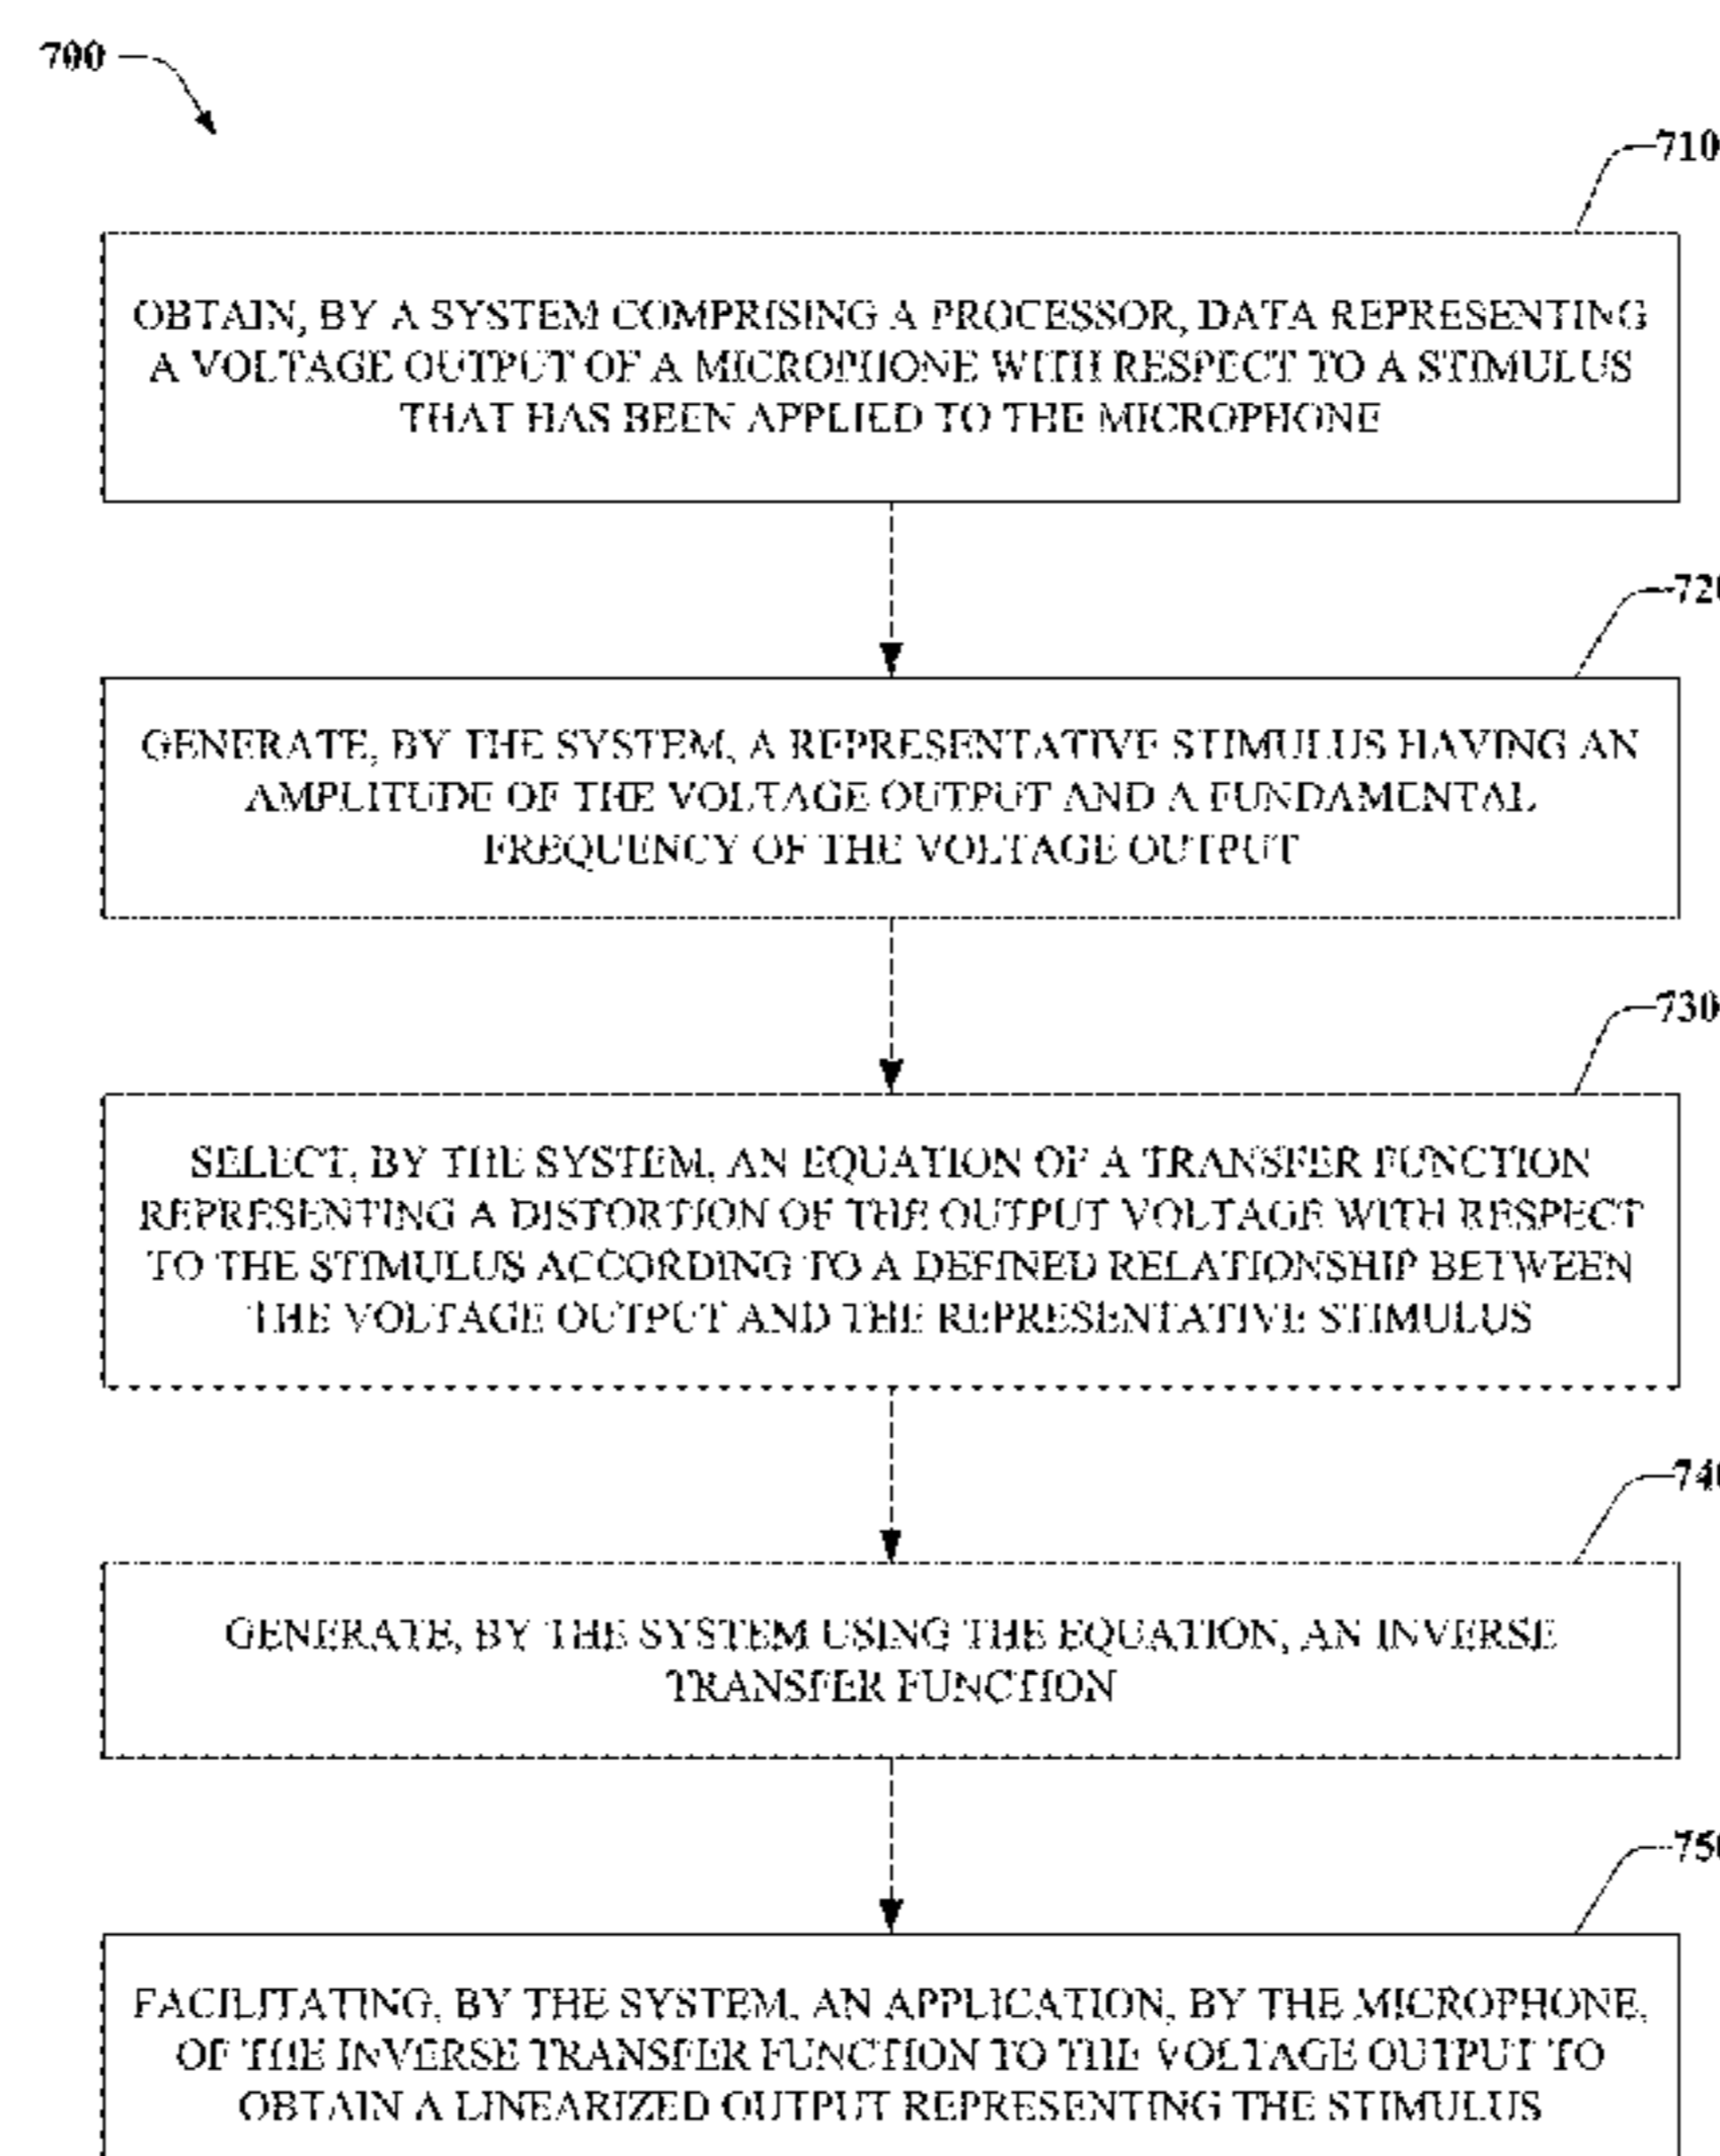 700
710
OBTAIN, BY A SYSTEM COMPRISING A PROCESSOR, DATA REPRESENTING
A VOLTAGE OUTPUT OF A MICROPHONE WITH RESPECT TO A STIMULUS
THAT HAS BEEN APPLIED TO THE MICROPHONE
720
GENERATE, BY THE SYSTEM, A REPRESENTATIVE STIMULUS HAVING AN
AMPLITUDE OF THE VOLTAGE OUTPUT AND A FUNDAMENTAL
FREQUENCY OF THE VOLTAGE OUTPUT
730
SELECT, BY THE SYSTEM, AN EQUATION OF A TRANSFER FUNCTION
REPRESENTING A DISTORTION OF THE OUTPUT VOLTAGE WITH RESPECT
TO THE STIMULUS ACCORDING TO A DEFINED RELATIONSHIP BETWEEN
THE VOLTAGE OUTPUT AND THE REPRESENTATIVE STIMULUS
740
GENERATE, BY THE SYSTEM USING THE EQUATION, AN INVERSE
TRANSFER FUNCTION
750
FACILITATING, BY THE SYSTEM, AN APPLICATION, BY THE MICROPHONE,
OF THE INVERSE TRANSFER FUNCTION TO THE VOLTAGE OUTPUT TO
OBTAIN A LINEARIZED OUTPUT REPRESENTING THE STIMULUS